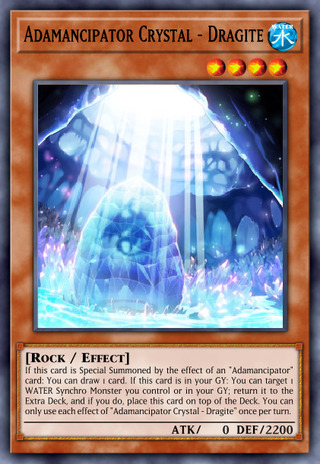 Adamancipator Crystal - Dragite
WATER
水
[Rock / Effect]
If this card is Special Summoned by the effect of an "Adamancipator"
card: You can draw 1 card. If this card is in your GY: You can target 1
WATER Synchro Monster you control or in your GY; return it to the
Extra Deck, and if you do, place this card on top of the Deck. You can
only use each effect of "Adamancipator Crystal - Dragite" once per turn.
ATK/ 0 DEF/2200